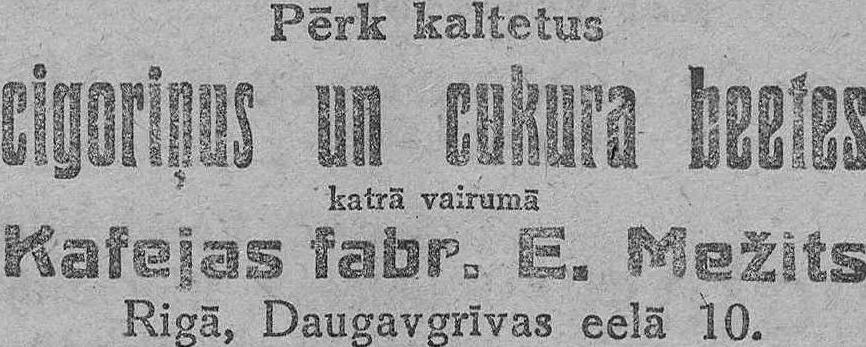 Pērk kaltetus
cigoriņus un cukura beetes
katrā vairumā
Kafejas fabr. E. Mežits
Rigā, Daugavgrīvas eelā 10.